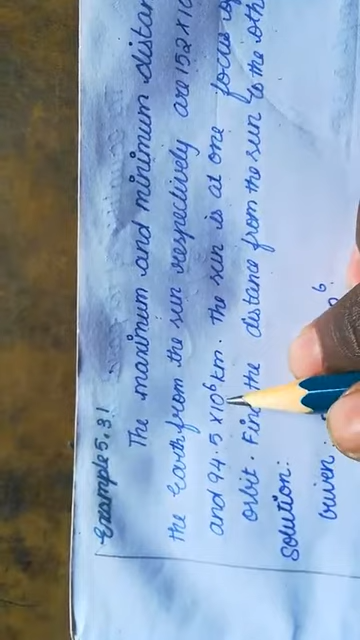 Example 5.31
The maximum and minimum distan
the Earth from the sun respectively are 152 x 10
and 94.5 x 10⁶ km. The sun is at one focus of
orbit. Find the distance from the sun to the oth
Solution:
Given.